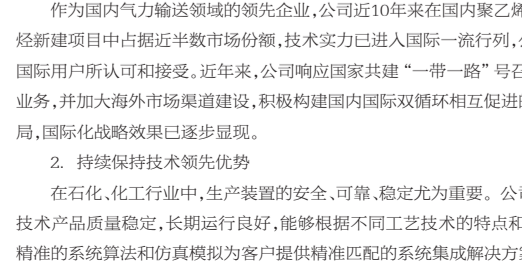 作为国内气力输送领域的领先企业,公司近10年来在国内聚乙烯
烃新建项目中占据近半数市场份额,技术实力已进入国际一流行列,
国际用户所认可和接受。近年来,公司响应国家共建“一带一路”号召
业务,并加大海外市场渠道建设,积极构建国内国际双循环相互促进
局,国际化战略效果已逐步显现。
2. 持续保持技术领先优势
在石化、化工行业中,生产装置的安全、可靠、稳定尤为重要。公
技术产品质量稳定,长期运行良好,能够根据不同工艺技术的特点和
精准的系统算法和仿真模拟为客户提供精准匹配的系统集成解决方